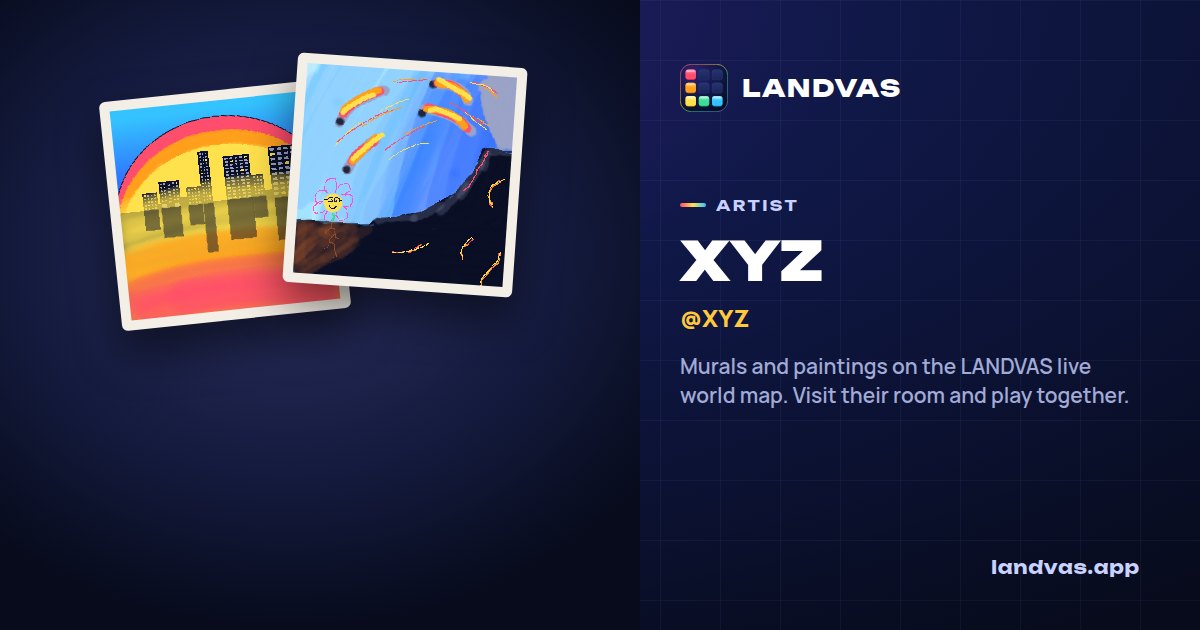 LANDVAS
ARTIST
XYZ
@XYZ
Murals and paintings on the LANDVAS live
world map. Visit their room and play together.
landvas.app